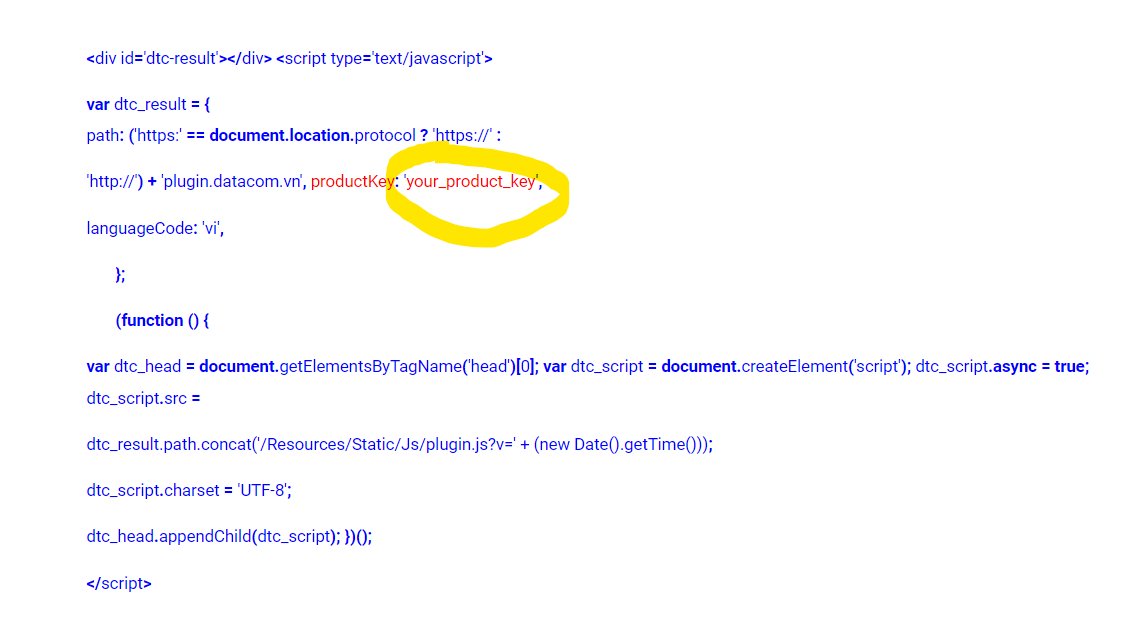 <div id='dtc-result'></div> <script type='text/javascript'>
var dtc_result = {
path: ('https:' == document.location.protocol ? 'https://' :
'http://') + 'plugin.datacom.vn', productKey: 'your_product_key',
languageCode: 'vi',
};
(function () {
var dtc_head = document.getElementsByTagName('head')[0]; var dtc_script = document.createElement('script'); dtc_script.async = true;
dtc_script.src =
dtc_result.path.concat('/Resources/Static/Js/plugin.js?v=' + (new Date().getTime()));
dtc_script.charset = 'UTF-8';
dtc_head.appendChild(dtc_script); })();
</script>